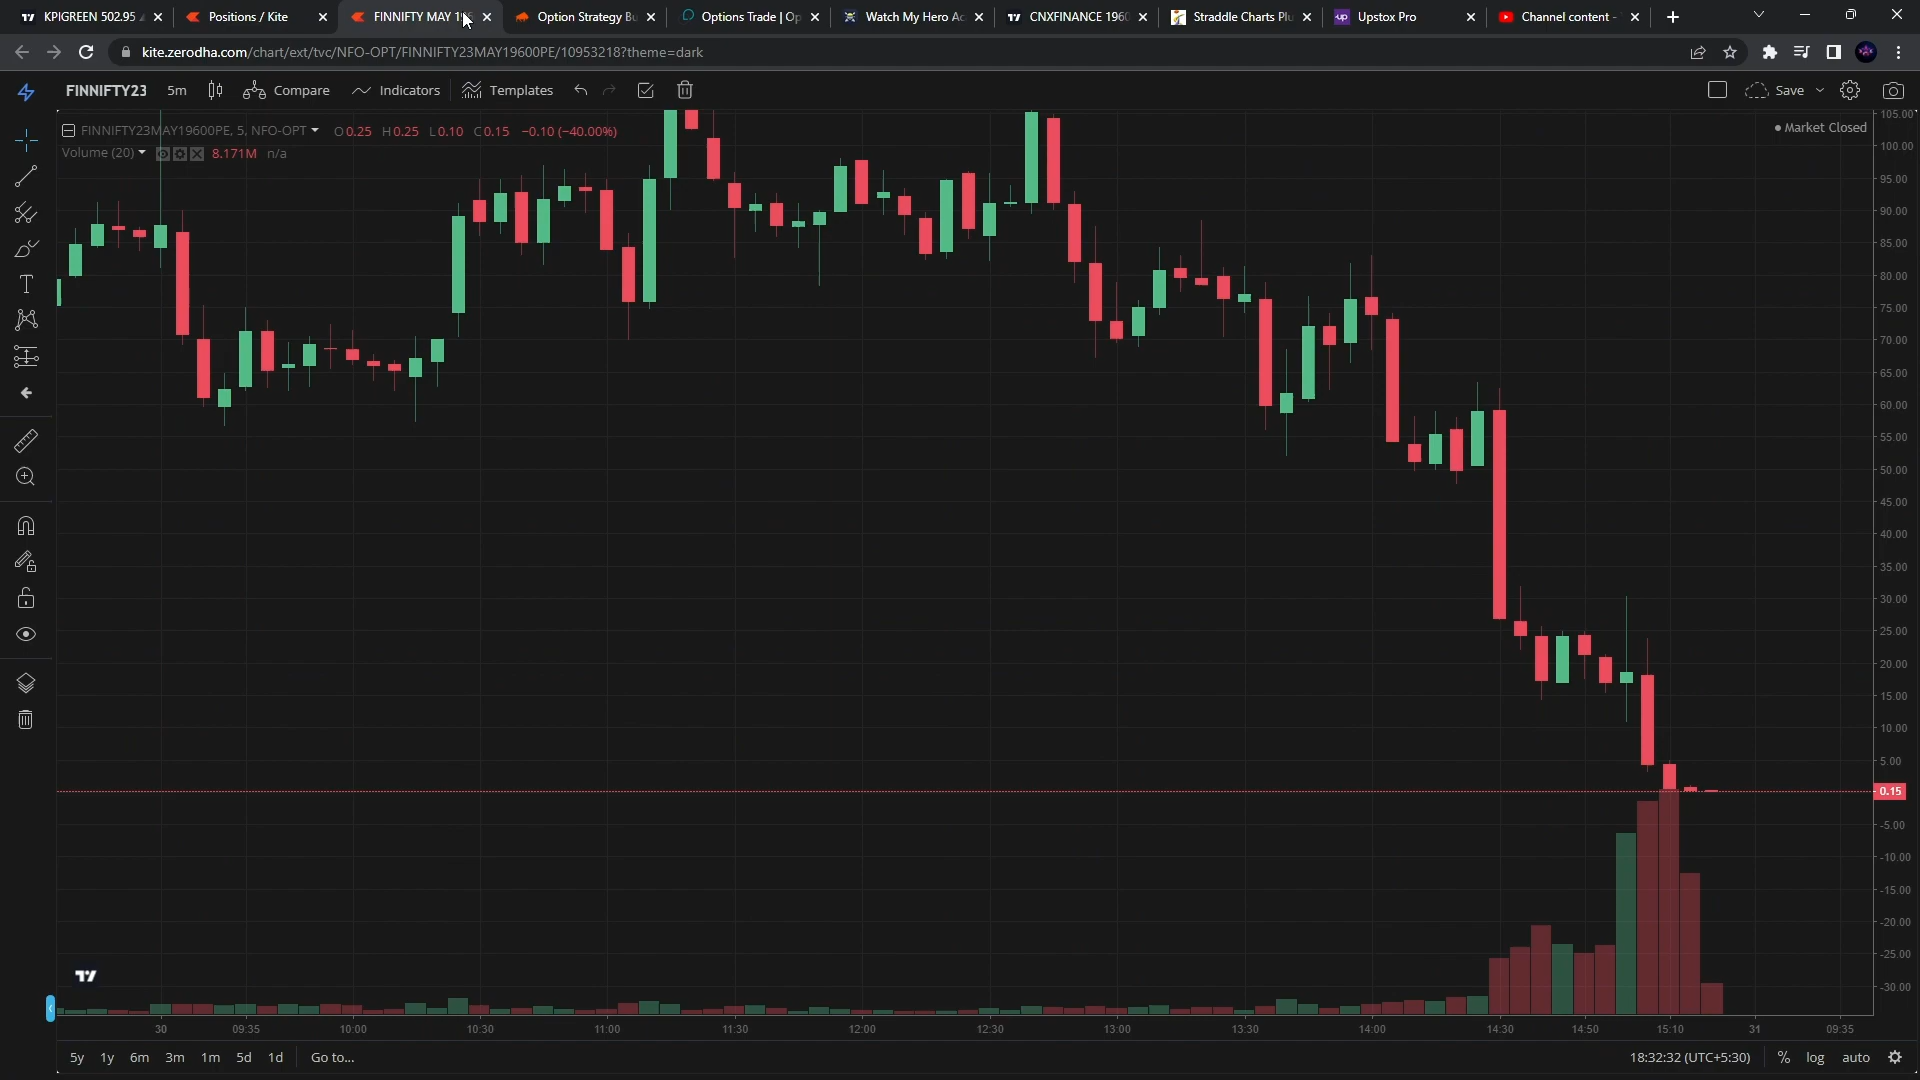 KPIGREEN 502.95
Positions / Kite
FINNIFTY MAY 196
Option Strategy Bu
Options Trade | Op
Watch My Hero Ac
CNXFINANCE 1960
Straddle Charts Plu
Upstox Pro
Channel content -
kite.zerodha.com/chart/ext/tvc/NFO-OPT/FINNIFTY23MAY19600PE/10953218?theme=dark
FINNIFTY23 5m Compare Indicators Templates Save
FINNIFTY23MAY19600PE, 5, NFO-OPT O0.25 H0.25 L0.10 C0.15 −0.10 (−40.00%)
Market Closed
Volume (20) 8.171M n/a
105.00
100.00
95.00
90.00
85.00
80.00
75.00
70.00
65.00
60.00
55.00
50.00
45.00
40.00
35.00
30.00
25.00
20.00
15.00
10.00
5.00
0.15
-5.00
-10.00
-15.00
-20.00
-25.00
-30.00
30 09:35 10:00 10:30 11:00 11:30 12:00 12:30 13:00 13:30 14:00 14:30 14:50 15:10 31 09:35
5y 1y 6m 3m 1m 5d 1d Go to... 18:32:32 (UTC+5:30) % log auto